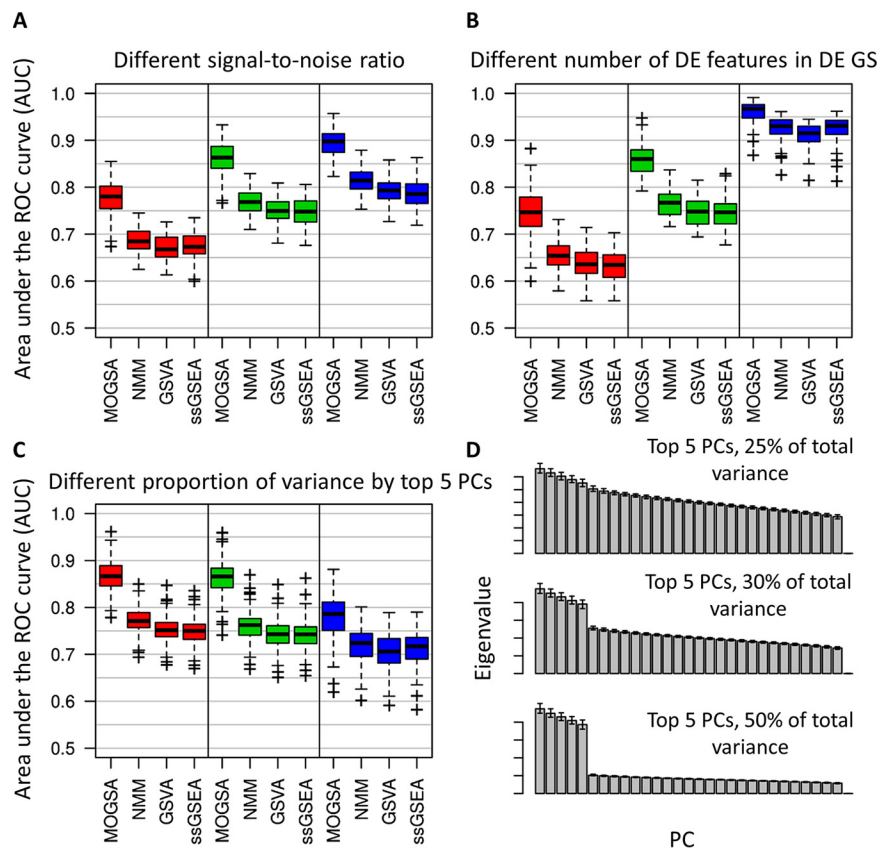 A
Different signal-to-noise ratio
Area under the ROC curve (AUC)
1.0
0.9
0.8
0.7
0.6
0.5
MOGSA
NMM
GSVA
ssGSEA
MOGSA
NMM
GSVA
ssGSEA
MOGSA
NMM
GSVA
ssGSEA
B
Different number of DE features in DE GS
1.0
0.9
0.8
0.7
0.6
0.5
MOGSA
NMM
GSVA
ssGSEA
MOGSA
NMM
GSVA
ssGSEA
MOGSA
NMM
GSVA
ssGSEA
C
Different proportion of variance by top 5 PCs
Area under the ROC curve (AUC)
1.0
0.9
0.8
0.7
0.6
0.5
MOGSA
NMM
GSVA
ssGSEA
MOGSA
NMM
GSVA
ssGSEA
MOGSA
NMM
GSVA
ssGSEA
D
Top 5 PCs, 25% of total
variance
Top 5 PCs, 30% of total
variance
Top 5 PCs, 50% of total
variance
Eigenvalue
PC